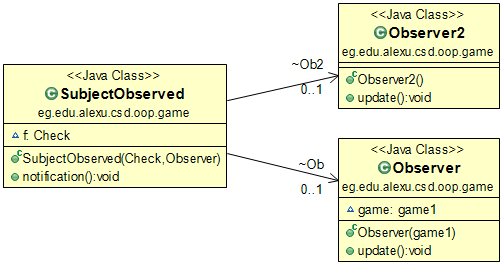 <<Java Class>>
SubjectObserved
eg.edu.alexu.csd.oop.game
f: Check
SubjectObserved(Check,Observer)
notification():void
~Ob2
0..1
<<Java Class>>
Observer2
eg.edu.alexu.csd.oop.game
Observer2()
update():void
~Ob
0..1
<<Java Class>>
Observer
eg.edu.alexu.csd.oop.game
game: game1
Observer(game1)
update():void